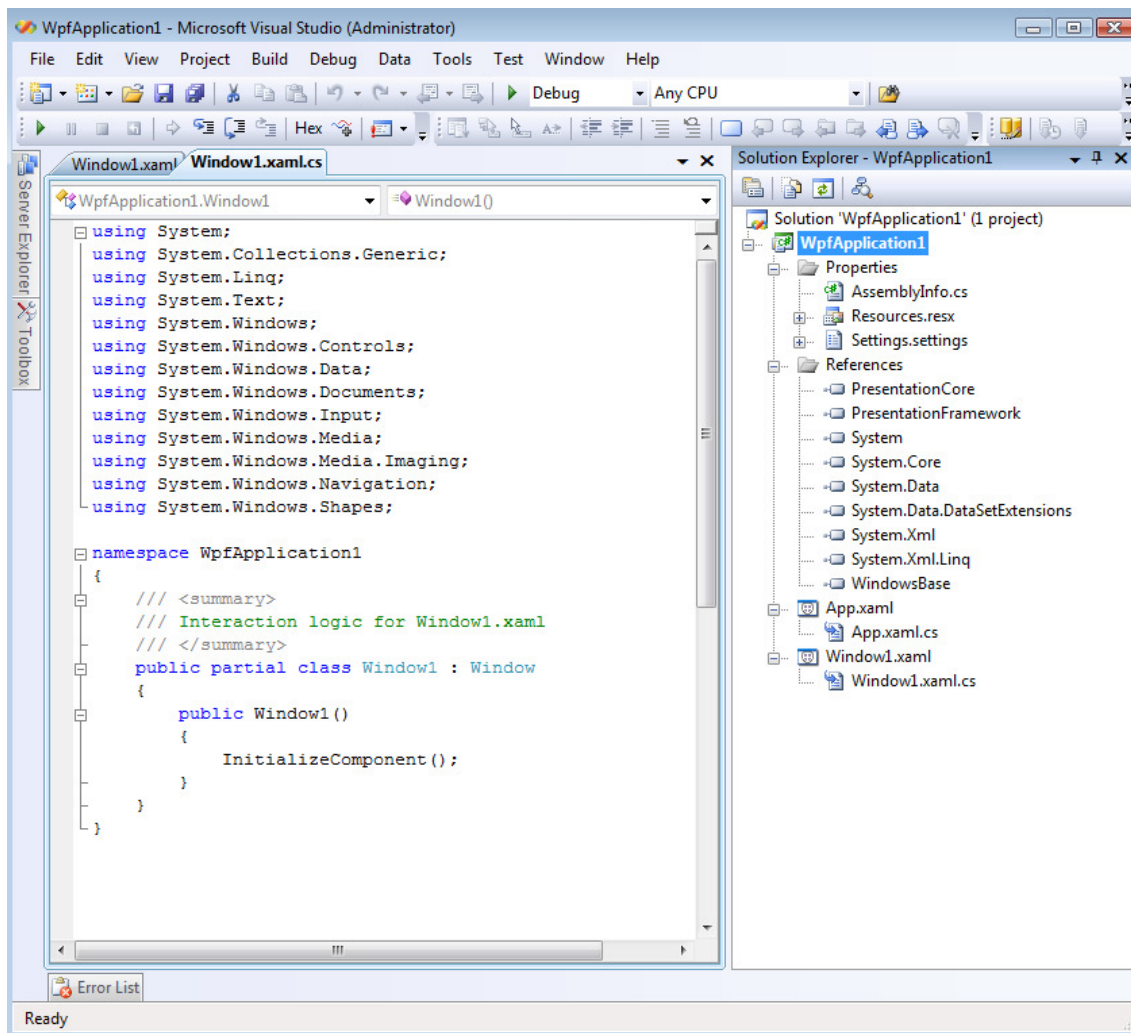 WpfApplication1 - Microsoft Visual Studio (Administrator)
File Edit View Project Build Debug Data Tools Test Window Help
Debug Any CPU
Hex
Server Explorer
Toolbox
Window1.xaml Window1.xaml.cs
WpfApplication1.Window1 Window1()
using System;
using System.Collections.Generic;
using System.Linq;
using System.Text;
using System.Windows;
using System.Windows.Controls;
using System.Windows.Data;
using System.Windows.Documents;
using System.Windows.Input;
using System.Windows.Media;
using System.Windows.Media.Imaging;
using System.Windows.Navigation;
using System.Windows.Shapes;
namespace WpfApplication1
{
/// <summary>
/// Interaction logic for Window1.xaml
/// </summary>
public partial class Window1 : Window
{
public Window1()
{
InitializeComponent();
}
}
}
Solution Explorer - WpfApplication1
Solution 'WpfApplication1' (1 project)
WpfApplication1
Properties
AssemblyInfo.cs
Resources.resx
Settings.settings
References
PresentationCore
PresentationFramework
System
System.Core
System.Data
System.Data.DataSetExtensions
System.Xml
System.Xml.Linq
WindowsBase
App.xaml
App.xaml.cs
Window1.xaml
Window1.xaml.cs
Error List
Ready